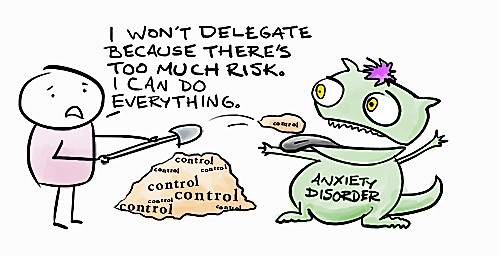 I WON'T DELEGATE
BECAUSE THERE'S
TOO MUCH RISK.
I CAN DO
EVERYTHING.
control
control
control
control
control
control
control
control
control
ANXIETY
DISORDER